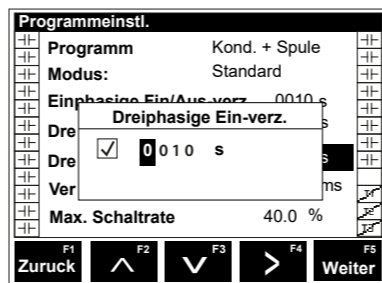 Programmeinstl.
Programm Kond. + Spule
Modus: Standard
Einphasige Ein/Aus-verz. 0010 s
Dreiphasige Ein-verz.
Dre s
0010 s
Dre s
Ver ms
Max. Schaltrate 40.0 %
F1 F2 F3 F4 F5
Zuruck Weiter